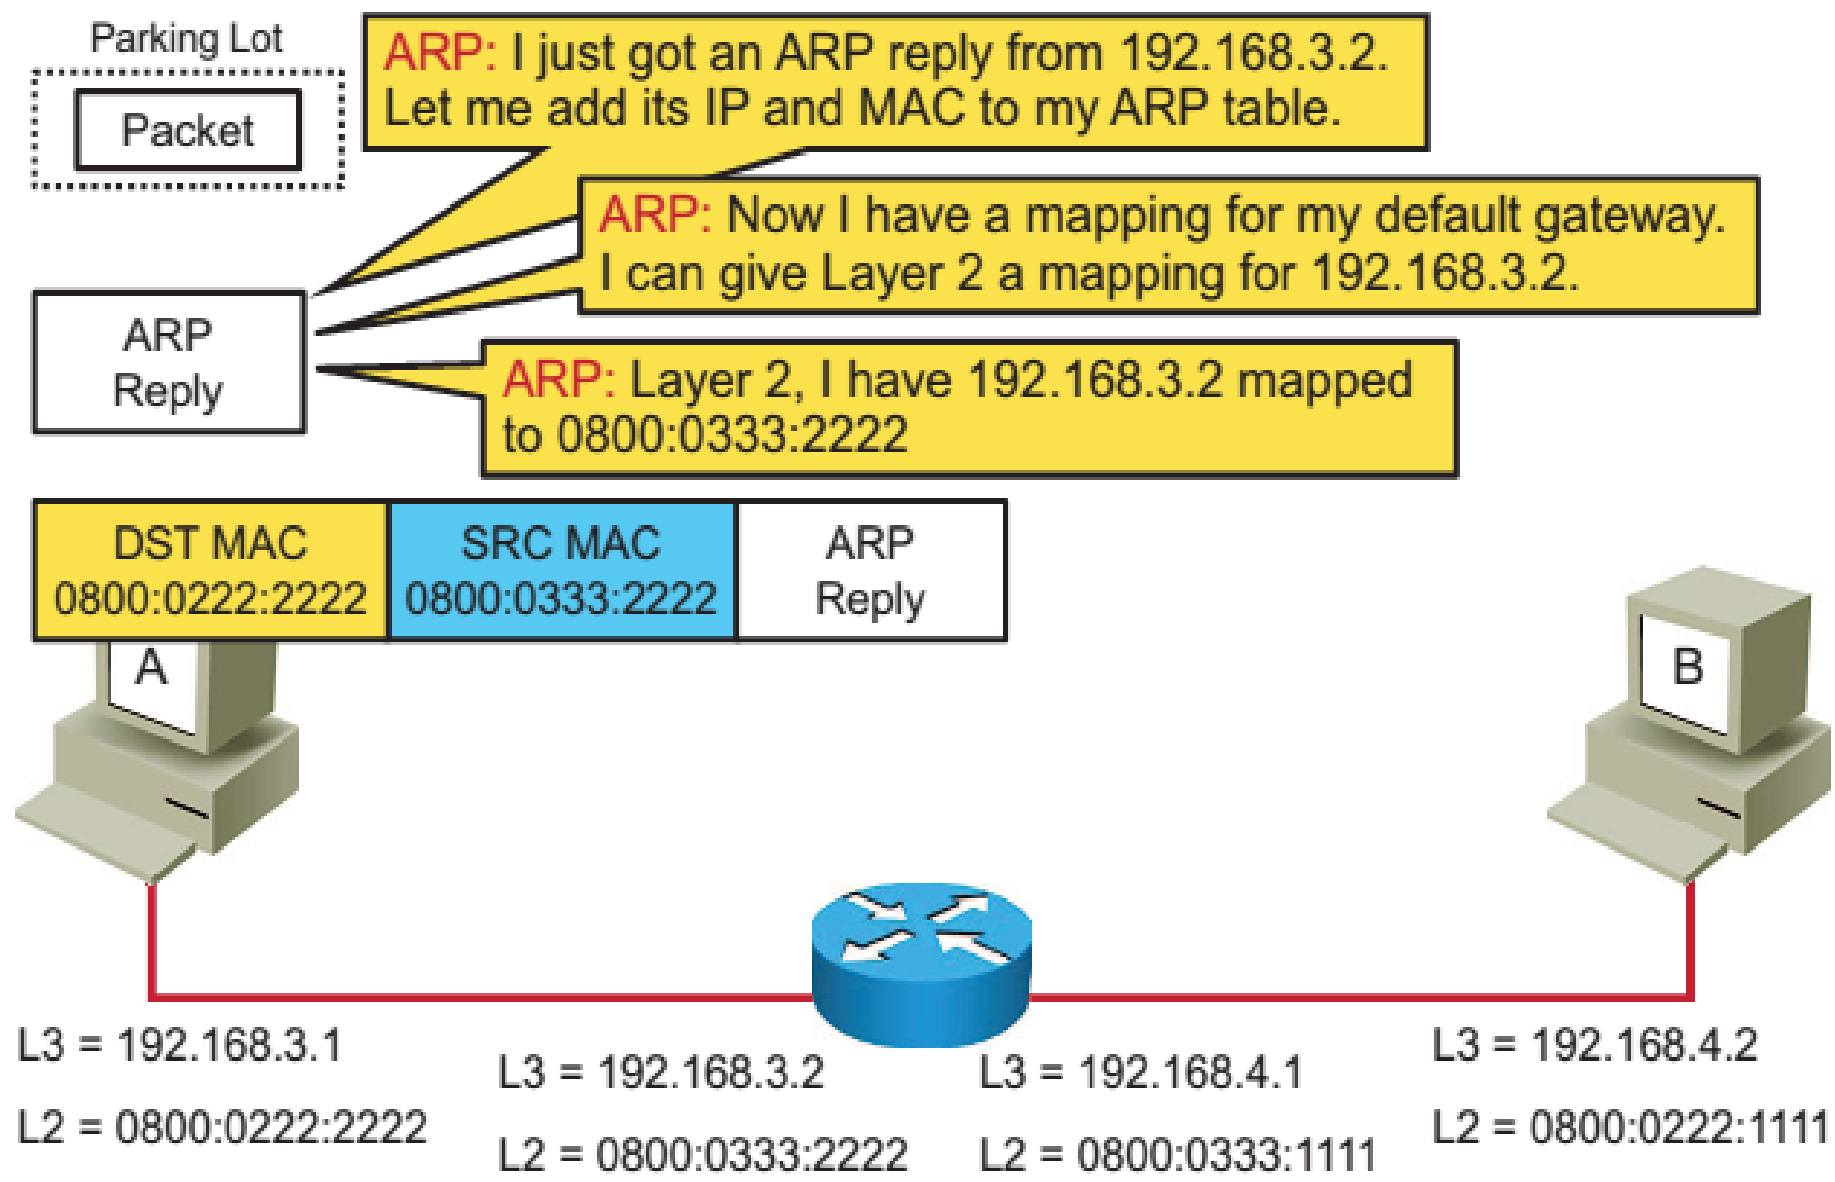 Parking Lot
Packet
ARP: I just got an ARP reply from 192.168.3.2.
Let me add its IP and MAC to my ARP table.
ARP: Now I have a mapping for my default gateway.
I can give Layer 2 a mapping for 192.168.3.2.
ARP
Reply
ARP: Layer 2, I have 192.168.3.2 mapped
to 0800:0333:2222
DST MAC
0800:0222:2222
SRC MAC
0800:0333:2222
ARP
Reply
A
B
L3 = 192.168.3.1
L2 = 0800:0222:2222
L3 = 192.168.3.2
L2 = 0800:0333:2222
L3 = 192.168.4.1
L2 = 0800:0333:1111
L3 = 192.168.4.2
L2 = 0800:0222:1111